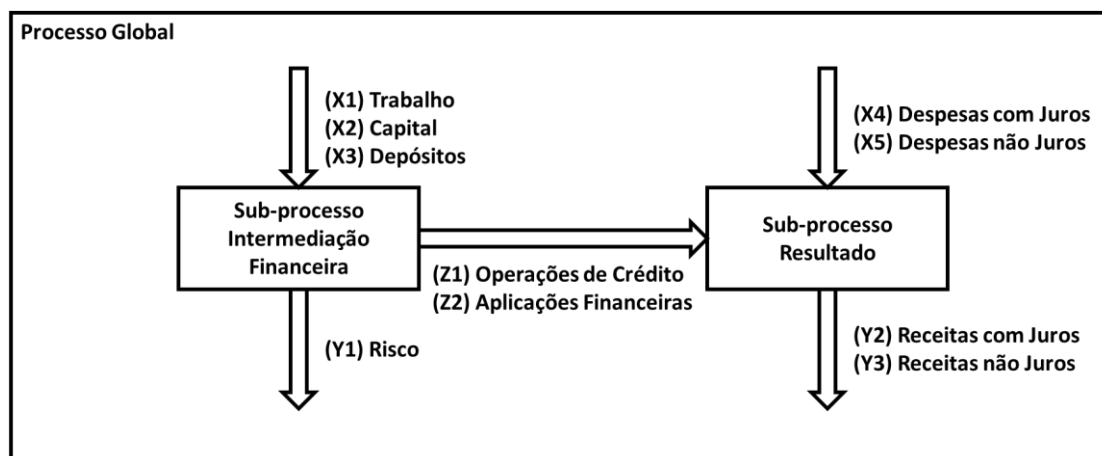 Processo Global
(X1) Trabalho
(X2) Capital
(X3) Depósitos
(X4) Despesas com Juros
(X5) Despesas não Juros
Sub-processo
Intermediação
Financeira
Sub-processo
Resultado
(Z1) Operações de Crédito
(Z2) Aplicações Financeiras
(Y1) Risco
(Y2) Receitas com Juros
(Y3) Receitas não Juros